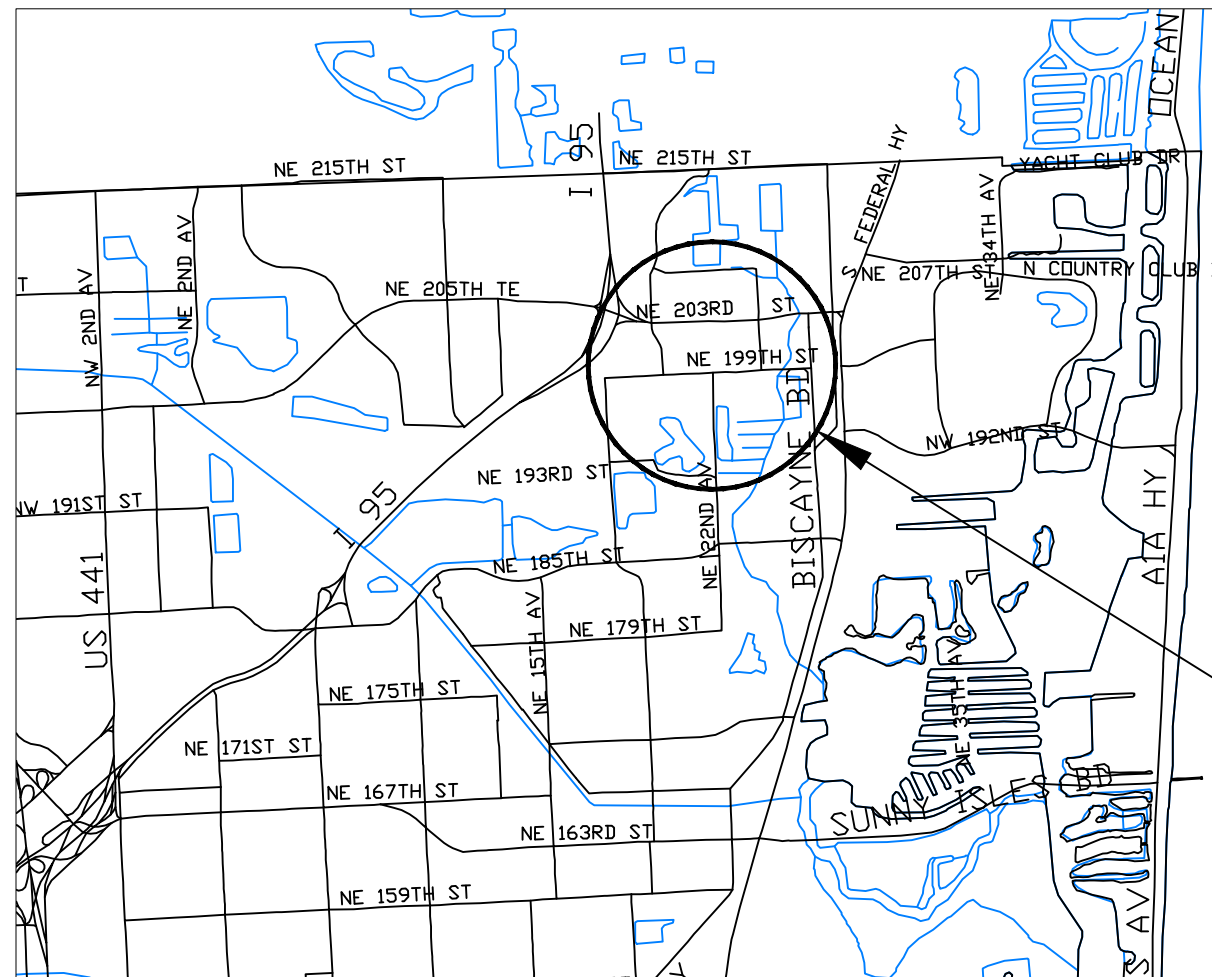 OCEAN
I 95
NE 215TH ST
NE 215TH ST
YACHT CLUB DR
S FEDERAL HY
NE 34TH AV
NW 2ND AV
NE 2ND AV
NE 205TH TE
NE 207TH ST
N COUNTRY CLUB
T
NE 203RD ST
NE 199TH ST
BISCAYNE BD
NW 192ND ST
NE 193RD ST
NE 22ND AV
NW 191ST ST
I 95
US 441
NE 185TH ST
A1A HY
NE 15TH AV
NE 179TH ST
NE 35TH AV
NE 175TH ST
NE 171ST ST
NE 167TH ST
SUNNY ISLES BD
NE 163RD ST
NE 159TH ST
S AV